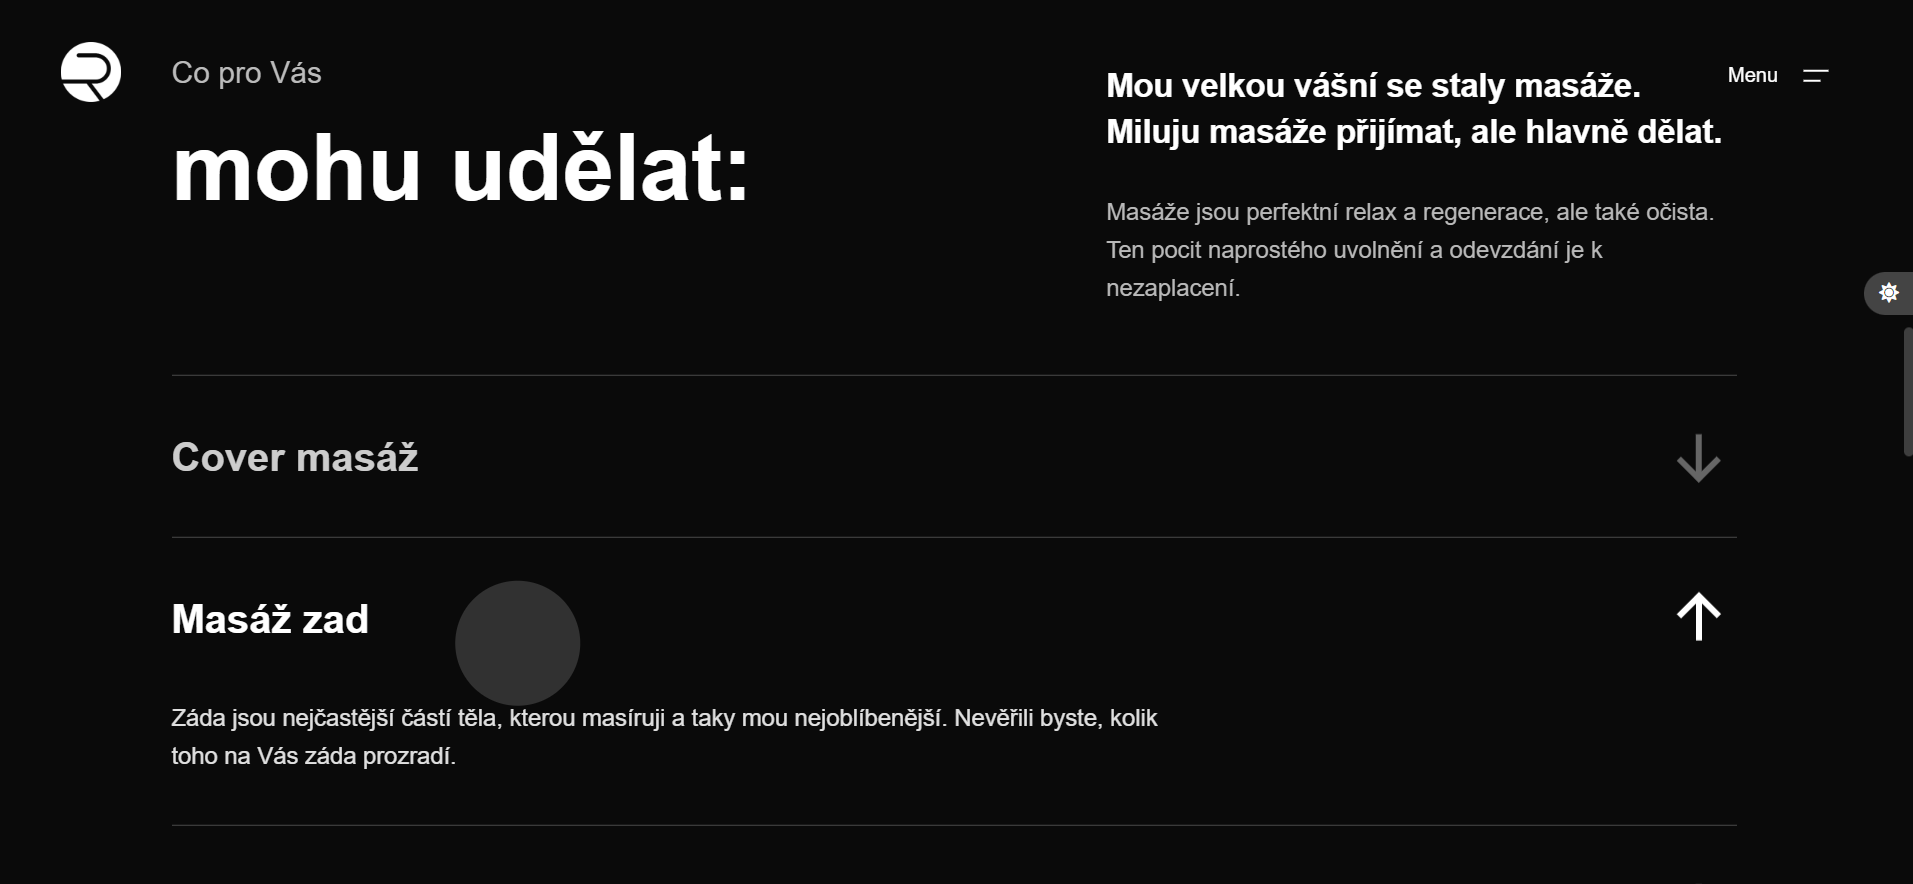 Co pro Vás
mohu udělat:
Mou velkou vášní se staly masáže.
Miluju masáže přijímat, ale hlavně dělat.
Menu
Masáže jsou perfektní relax a regenerace, ale také očista.
Ten pocit naprostého uvolnění a odevzdání je k
nezaplacení.
Cover masáž
Masáž zad
Záda jsou nejčastější částí těla, kterou masíruji a taky mou nejoblíbenější. Nevěřili byste, kolik
toho na Vás záda prozradí.